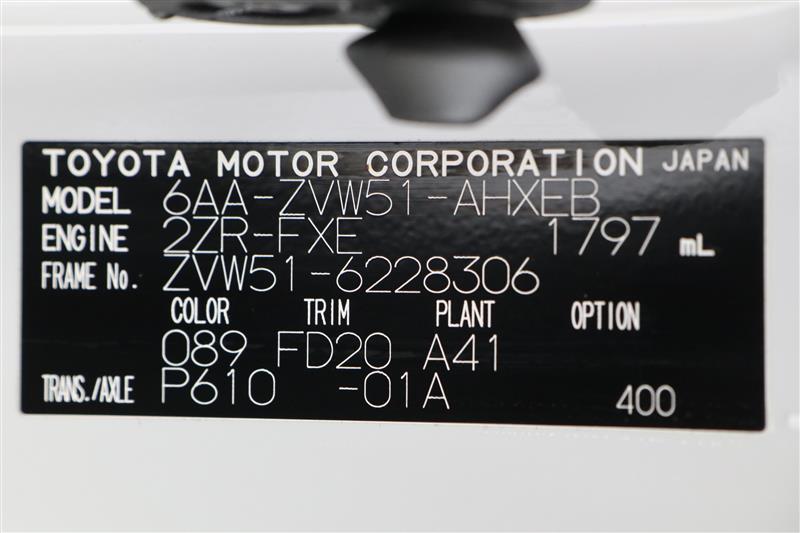 TOYOTA MOTOR CORPORATION JAPAN
MODEL 6AA-ZVW51-AHXEB
ENGINE 2ZR-FXE 1797 mL
FRAME No. ZVW51-6228306
COLOR TRIM PLANT OPTION
089 FD20 A41
TRANS./AXLE P610 -01A 400